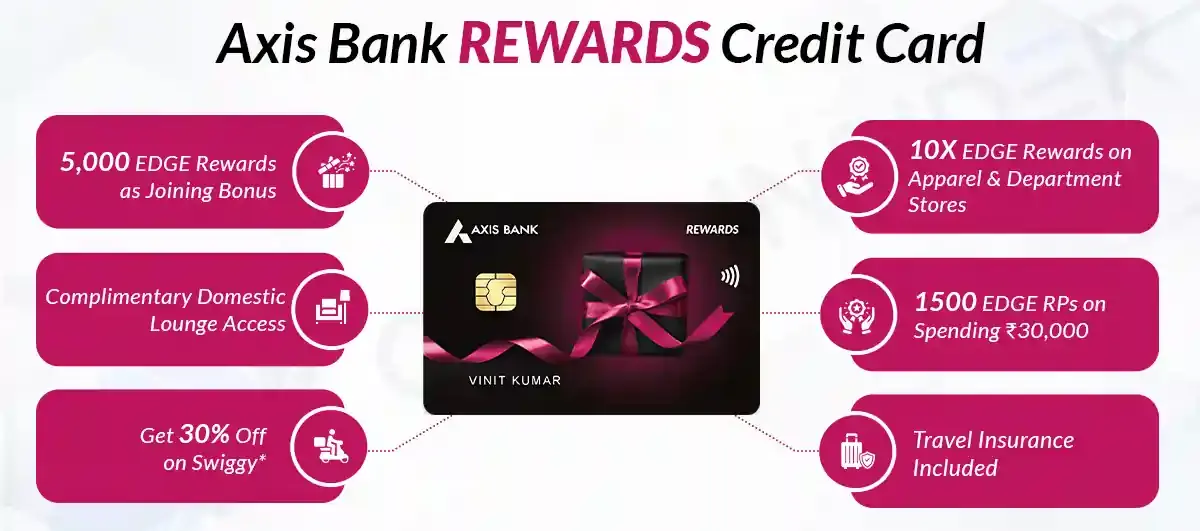 Axis Bank REWARDS Credit Card
5,000 EDGE Rewards
as Joining Bonus
Complimentary Domestic
Lounge Access
Get 30% Off
on Swiggy*
AXIS BANK
REWARDS
VINIT KUMAR
10X EDGE Rewards on
Apparel & Department
Stores
1500 EDGE RPs on
Spending ₹30,000
Travel Insurance
Included